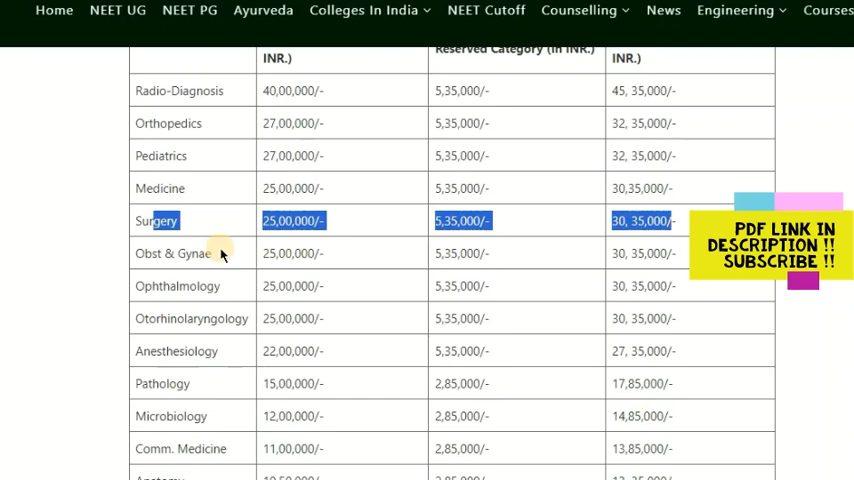 Home NEET UG NEET PG Ayurveda Colleges In India NEET Cutoff Counselling News Engineering Courses
Reserved Category (in INR.)
INR.) INR.)
Radio-Diagnosis 40,00,000/- 5,35,000/- 45, 35,000/-
Orthopedics 27,00,000/- 5,35,000/- 32, 35,000/-
Pediatrics 27,00,000/- 5,35,000/- 32, 35,000/-
Medicine 25,00,000/- 5,35,000/- 30,35,000/-
Surgery 25,00,000/- 5,35,000/- 30, 35,000/-
Obst & Gynae 25,00,000/- 5,35,000/- 30, 35,000/-
Ophthalmology 25,00,000/- 5,35,000/- 30, 35,000/-
Otorhinolaryngology 25,00,000/- 5,35,000/- 30, 35,000/-
Anesthesiology 22,00,000/- 5,35,000/- 27, 35,000/-
Pathology 15,00,000/- 2,85,000/- 17,85,000/-
Microbiology 12,00,000/- 2,85,000/- 14,85,000/-
Comm. Medicine 11,00,000/- 2,85,000/- 13,85,000/-
PDF LINK IN
DESCRIPTION !!
SUBSCRIBE !!